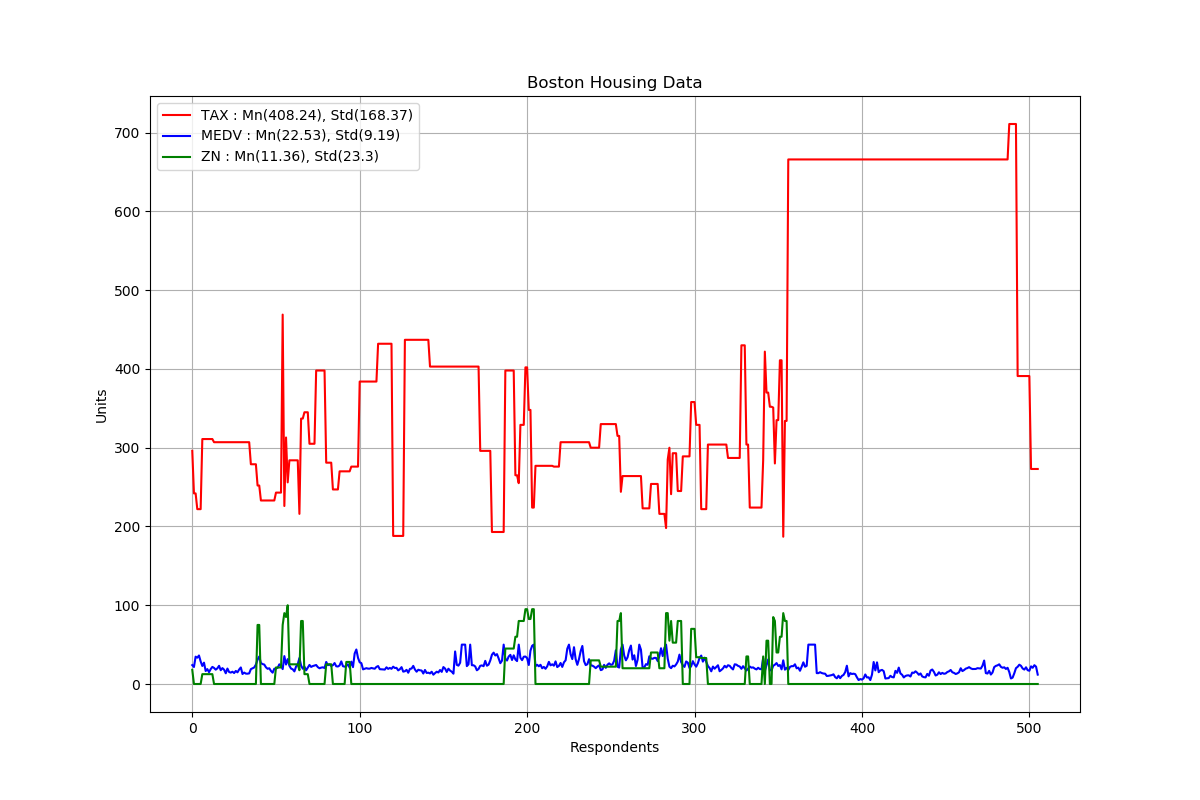 Boston Housing Data
TAX : Mn(408.24), Std(168.37)
MEDV : Mn(22.53), Std(9.19)
ZN : Mn(11.36), Std(23.3)
700
600
500
400
300
200
100
0
Units
0 100 200 300 400 500
Respondents